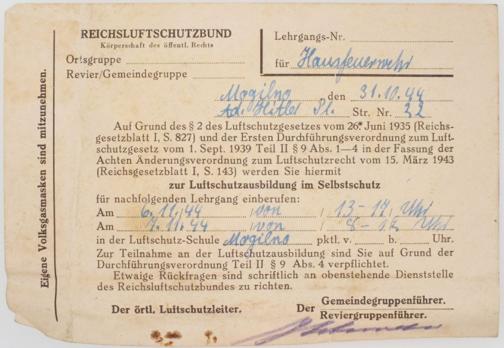 REICHSLUFTSCHUTZBUND
Körperschaft des öffentl. Rechts
Ortsgruppe
Revier/Gemeindegruppe
Lehrgangs-Nr.
für Hausfeuerwehr
Mogilno, den 31.10.44
Ad. Hitler Pl. Str. Nr. 32
Auf Grund des § 2 des Luftschutzgesetzes vom 26. Juni 1935 (Reichs-
gesetzblatt I, S. 827) und der Ersten Durchführungsverordnung zum Luft-
schutzgesetz vom 1. Sept. 1939 Teil II § 9 Abs. 1—4 in der Fassung der
Achten Änderungsverordnung zum Luftschutzrecht vom 15. März 1943
(Reichsgesetzblatt I, S. 143) werden Sie hiermit
zur Luftschutzausbildung im Selbstschutz
für nachfolgenden Lehrgang einberufen:
Am 6.11.44 / von / 13-17 / Uhr
Am 7.11.44 / von / 8-12 / Uhr
in der Luftschutz-Schule Mogilno pktl. v. b. Uhr.
Zur Teilnahme an der Luftschutzausbildung sind Sie auf Grund der
Durchführungsverordnung Teil II § 9 Abs. 4 verpflichtet.
Etwaige Rückfragen sind schriftlich an obenstehende Dienststelle
des Reichsluftschutzbundes zu richten.
Der örtl. Luftschutzleiter.
Der Gemeindegruppenführer.
Reviergruppenführer.
Eigene Volksgasmasken sind mitzunehmen.